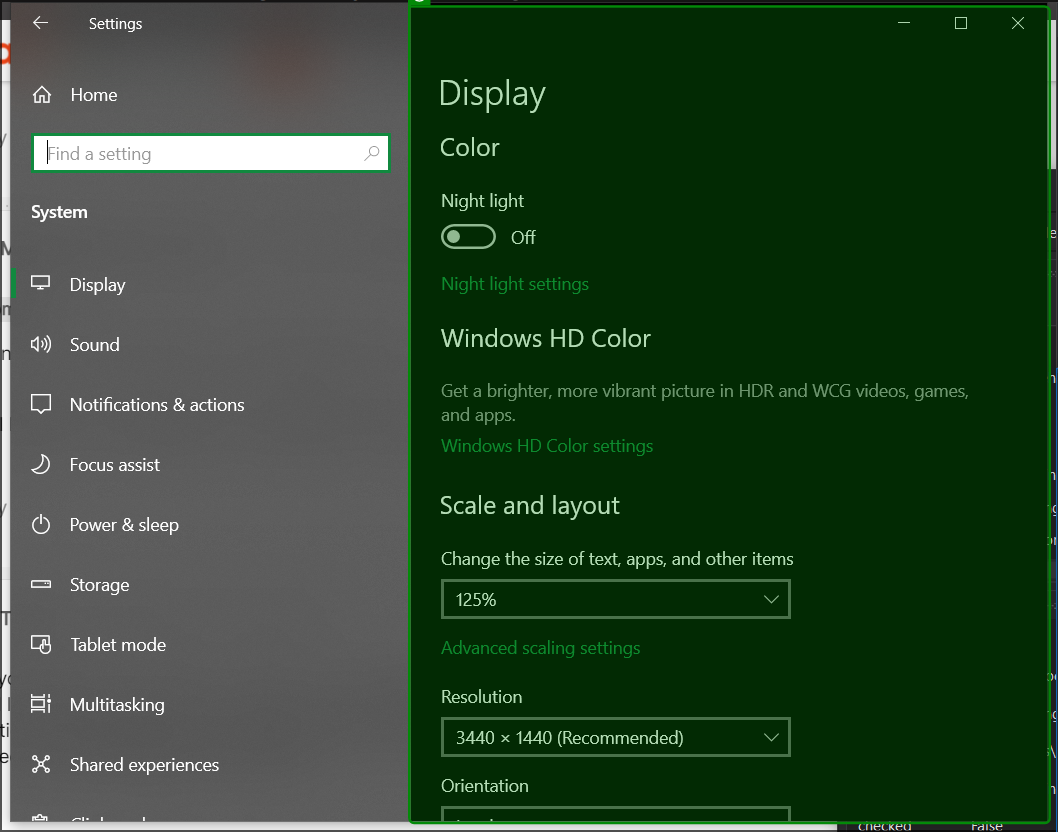 Settings
Home
Find a setting
System
Display
Sound
Notifications & actions
Focus assist
Power & sleep
Storage
Tablet mode
Multitasking
Shared experiences
Display
Color
Night light
Off
Night light settings
Windows HD Color
Get a brighter, more vibrant picture in HDR and WCG videos, games,
and apps.
Windows HD Color settings
Scale and layout
Change the size of text, apps, and other items
125%
Advanced scaling settings
Resolution
3440 × 1440 (Recommended)
Orientation
checked False